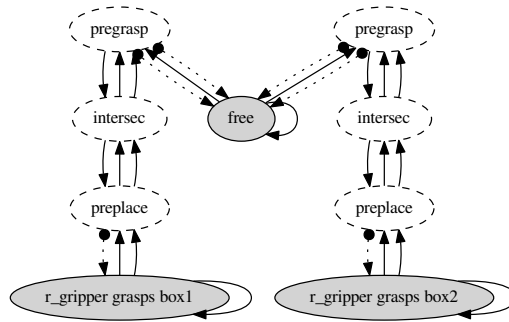 pregrasp
pregrasp
free
intersec
intersec
preplace
preplace
r_gripper grasps box1
r_gripper grasps box2